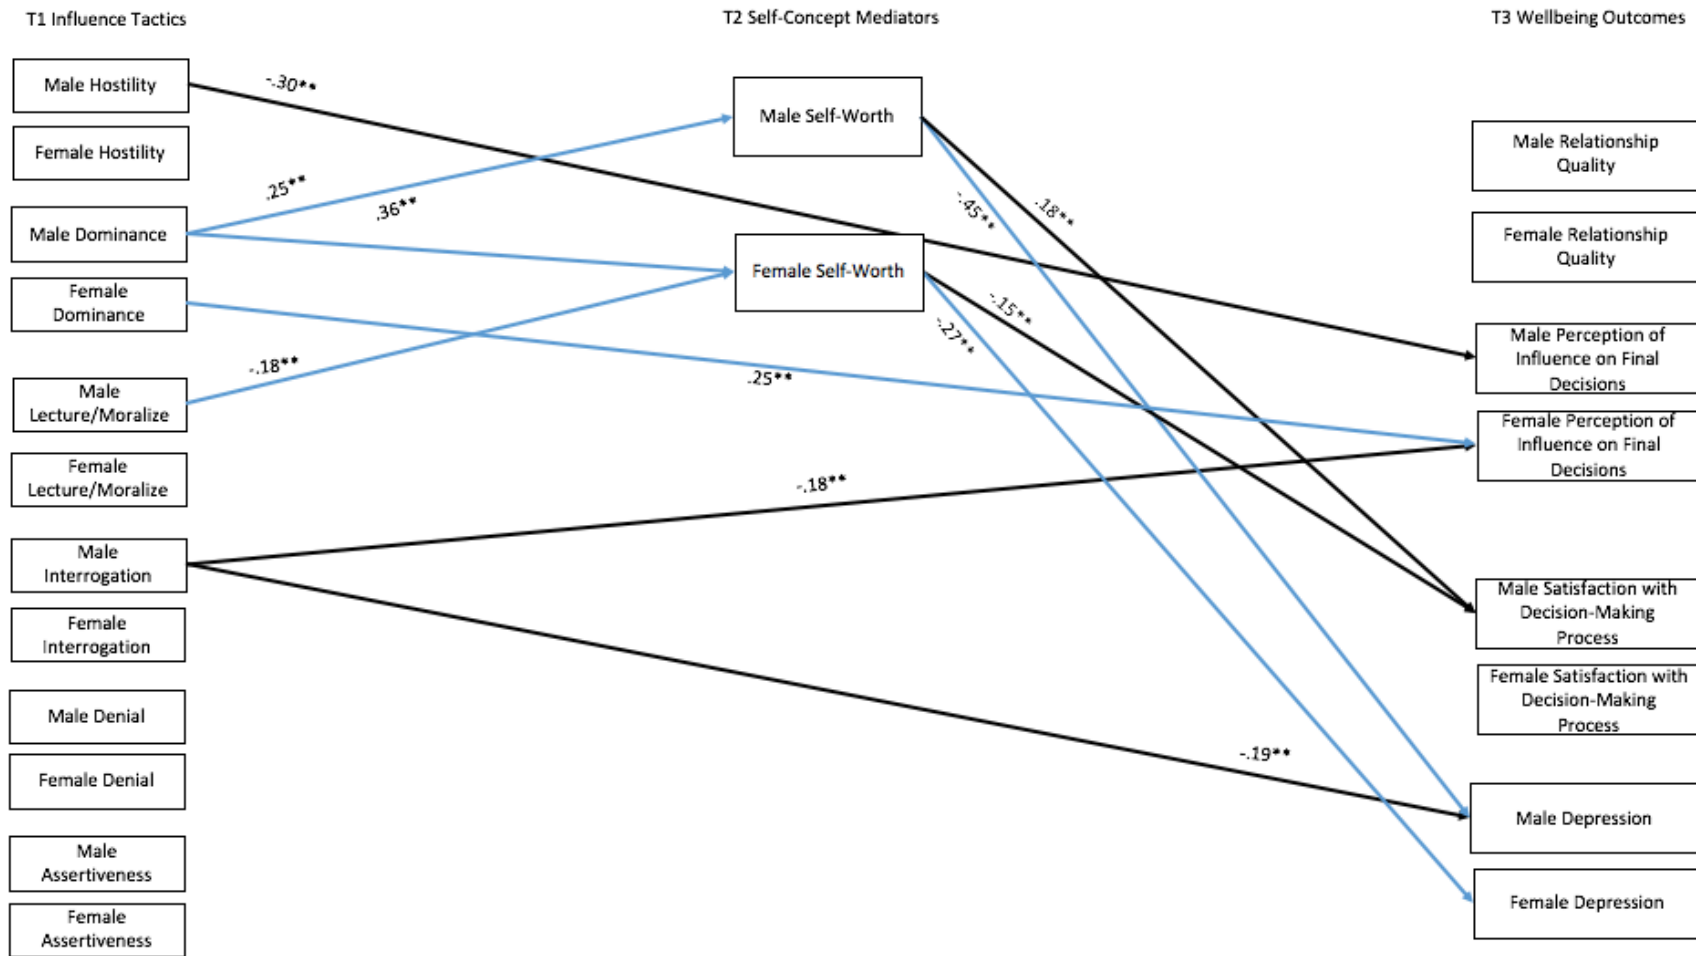 T1 Influence Tactics
T2 Self-Concept Mediators
T3 Wellbeing Outcomes
Male Hostility
Female Hostility
Male Dominance
Female
Dominance
Male
Lecture/Moralize
Female
Lecture/Moralize
Male
Interrogation
Female
Interrogation
Male Denial
Female Denial
Male
Assertiveness
Female
Assertiveness
-.30**
.25**
.36**
-.18**
.25**
-.18**
-.19**
Male Self-Worth
Female Self-Worth
-.45**
.18**
-.15**
-.27**
Male Relationship
Quality
Female Relationship
Quality
Male Perception of
Influence on Final
Decisions
Female Perception of
Influence on Final
Decisions
Male Satisfaction with
Decision-Making
Process
Female Satisfaction with
Decision-Making
Process
Male Depression
Female Depression